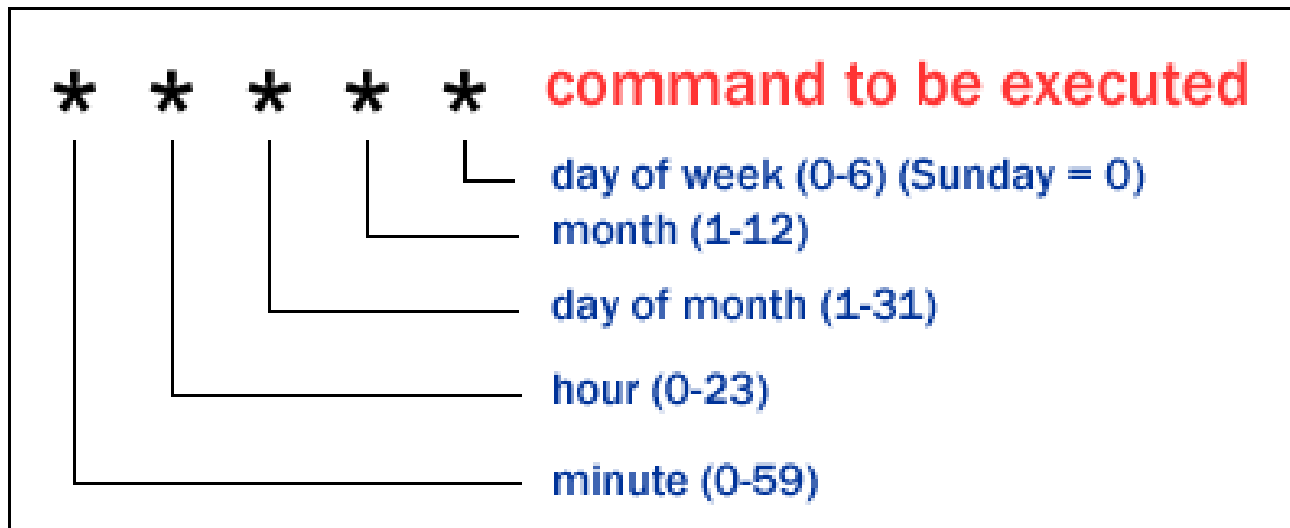 * * * * * command to be executed
day of week (0-6) (Sunday = 0)
month (1-12)
day of month (1-31)
hour (0-23)
minute (0-59)